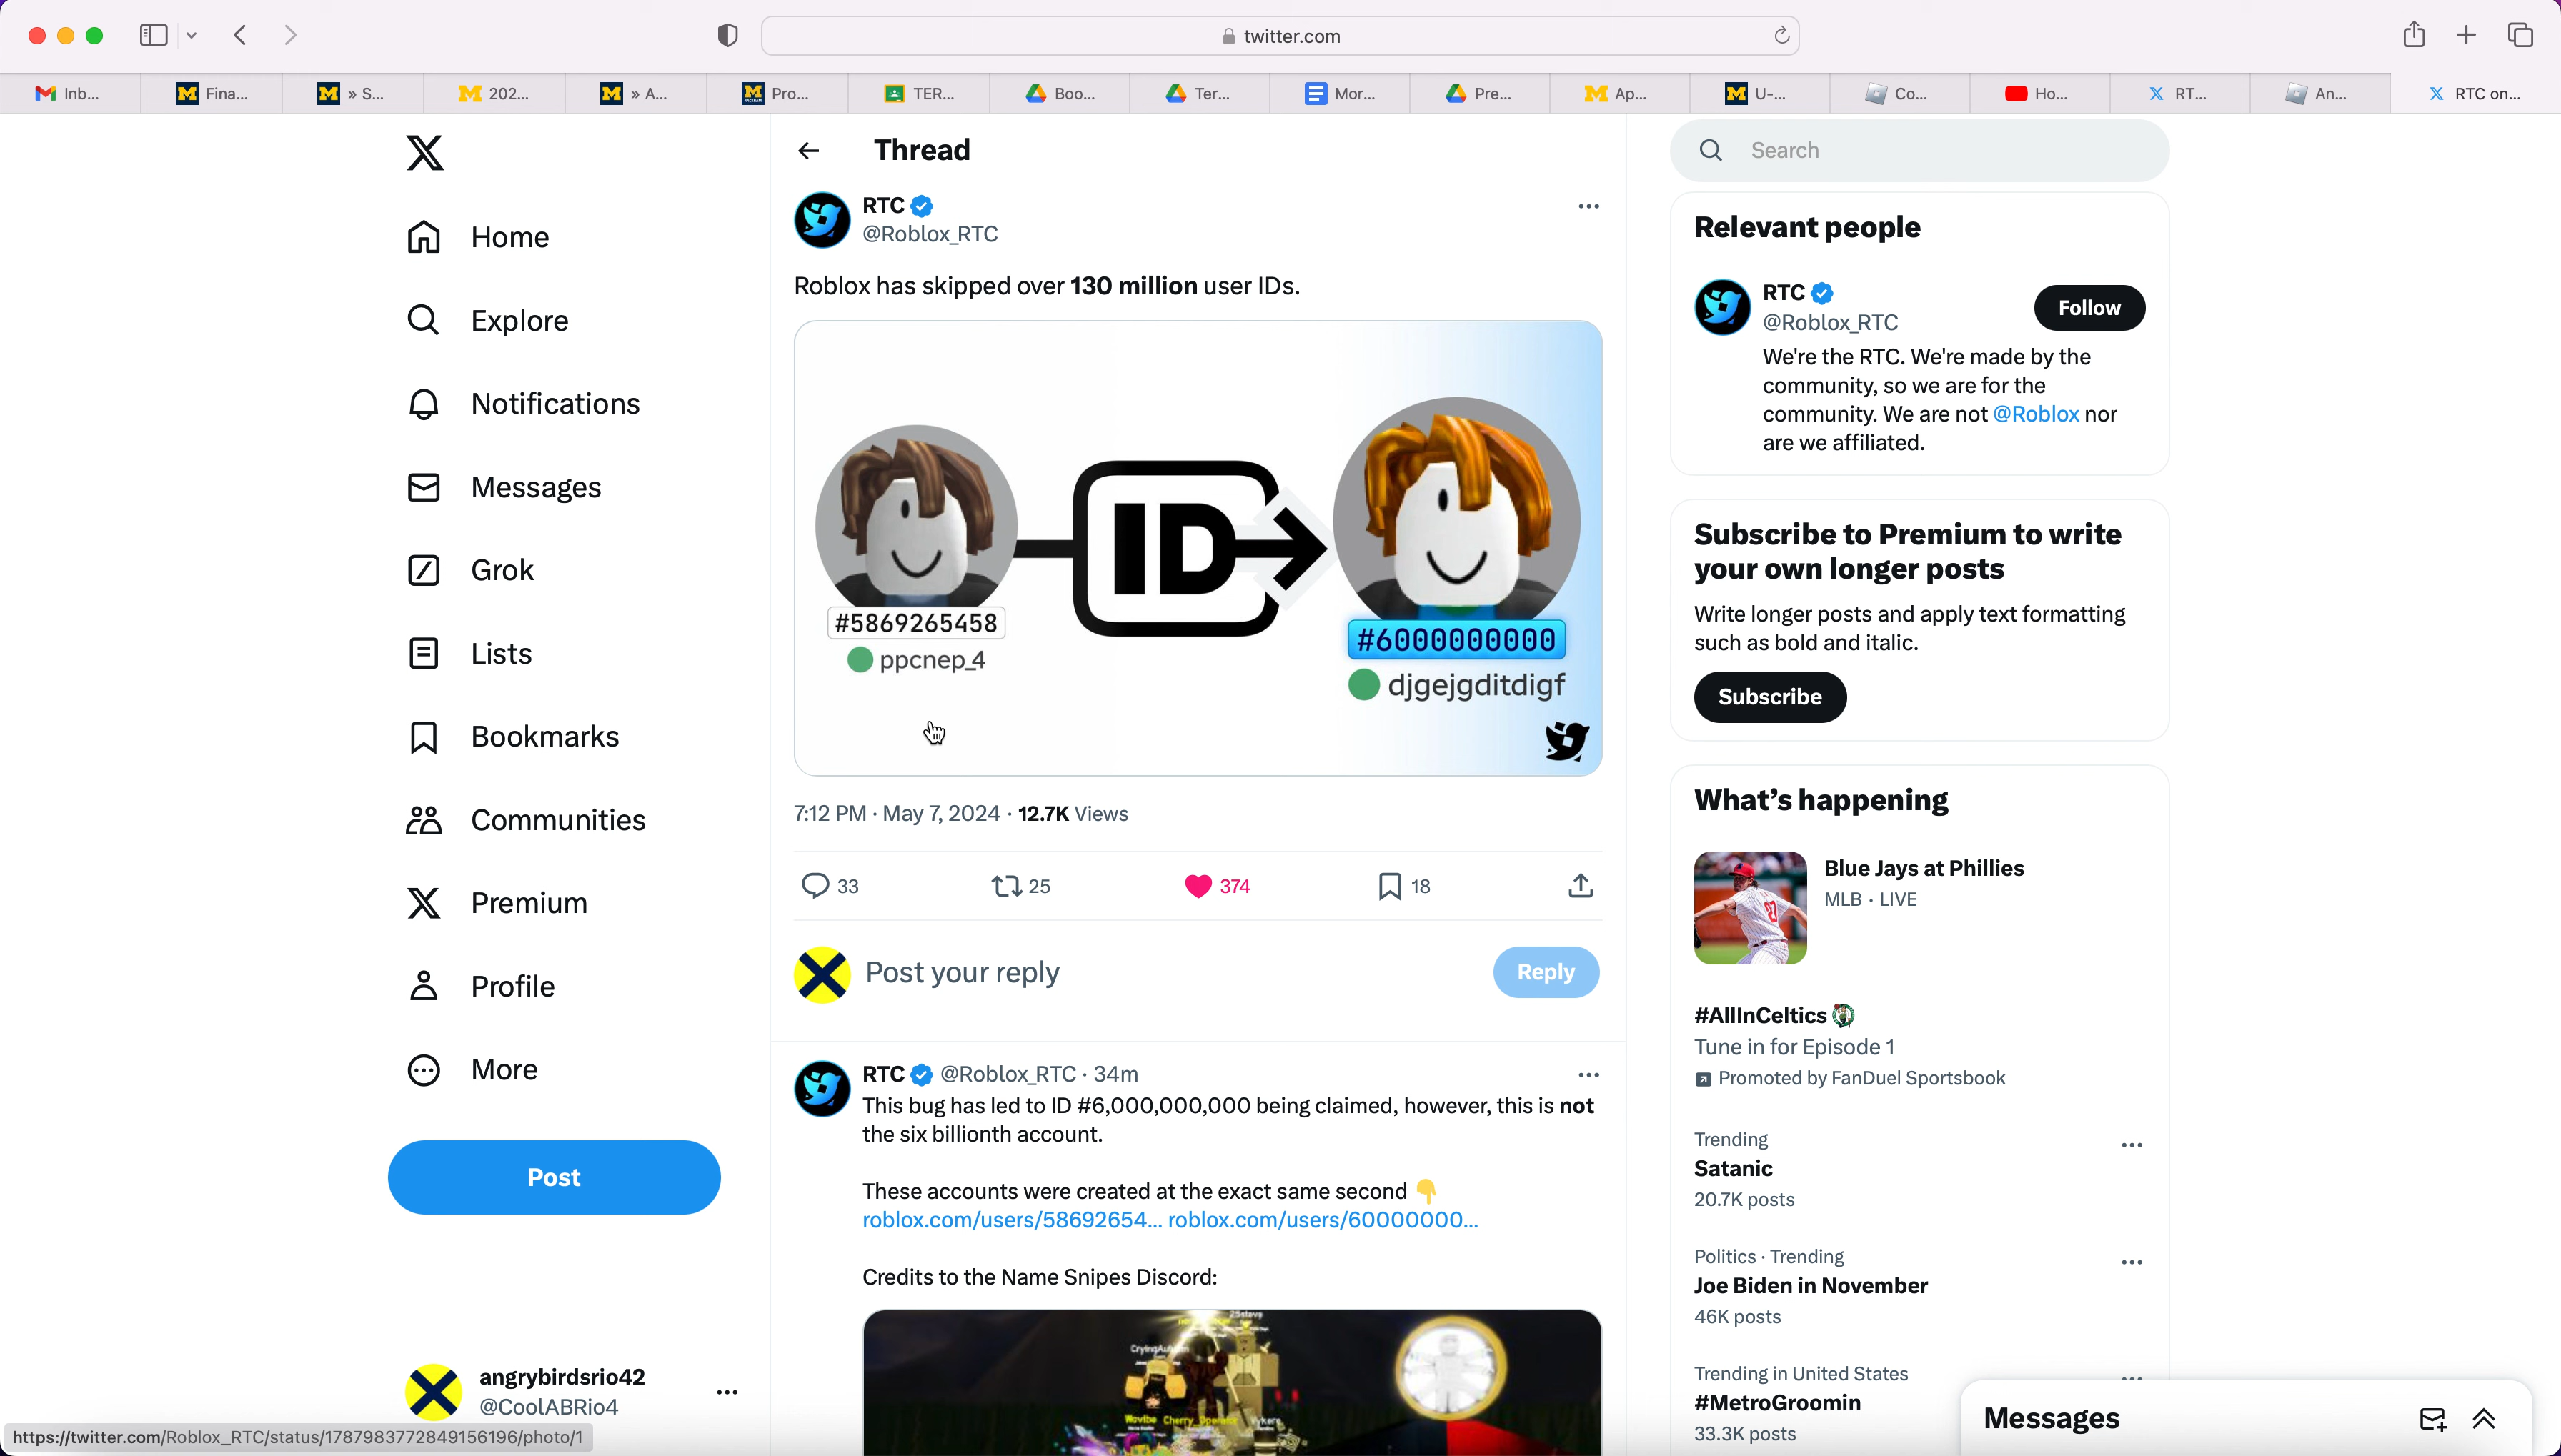 twitter.com
Inb...
Fina...
» S...
202...
» A...
Pro...
TER...
Boo...
Ter...
Mor...
Pre...
Ap...
U-...
Co...
Ho...
RT...
An...
RTC on...
Home
Explore
Notifications
Messages
Grok
Lists
Bookmarks
Communities
Premium
Profile
More
Post
angrybirdsrio42
@CoolABRio4
https://twitter.com/Roblox_RTC/status/1787983772849156196/photo/1
Thread
RTC
@Roblox_RTC
Roblox has skipped over 130 million user IDs.
ID
#5869265458
ppcnep_4
#6000000000
djgejgditdigf
7:12 PM · May 7, 2024 · 12.7K Views
33
25
374
18
Post your reply
Reply
RTC @Roblox_RTC · 34m
This bug has led to ID #6,000,000,000 being claimed, however, this is not
the six billionth account.
These accounts were created at the exact same second 👇
roblox.com/users/58692654... roblox.com/users/60000000...
Credits to the Name Snipes Discord:
Search
Relevant people
RTC
@Roblox_RTC
Follow
We're the RTC. We're made by the
community, so we are for the
community. We are not @Roblox nor
are we affiliated.
Subscribe to Premium to write
your own longer posts
Write longer posts and apply text formatting
such as bold and italic.
Subscribe
What's happening
Blue Jays at Phillies
MLB · LIVE
#AllInCeltics
Tune in for Episode 1
Promoted by FanDuel Sportsbook
Trending
Satanic
20.7K posts
Politics · Trending
Joe Biden in November
46K posts
Trending in United States
#MetroGroomin
33.3K posts
Messages